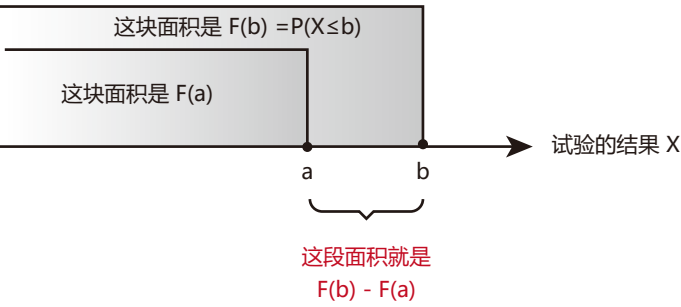 这块面积是 F(b) =P(X≤b)
这块面积是 F(a)
试验的结果 X
a
b
这段面积就是
F(b) - F(a)